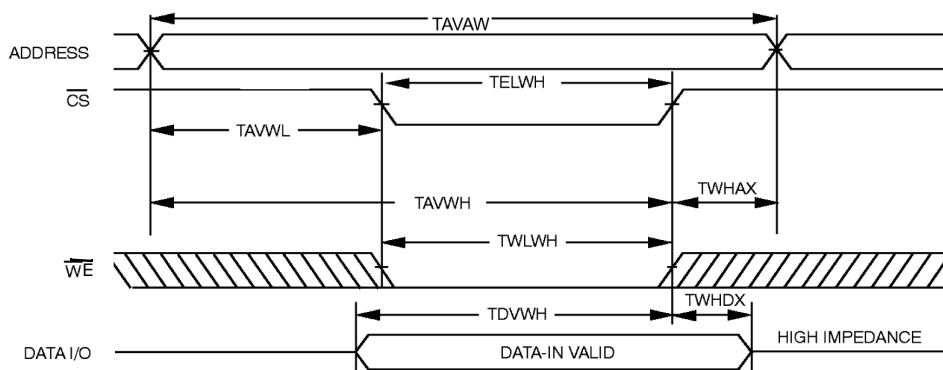 TAVAW
ADDRESS
TELWH
CS
TAVWL
TWHAX
TAVWH
TWLWH
WE
TWHDX
TDVWH
HIGH IMPEDANCE
DATA I/O
DATA-IN VALID